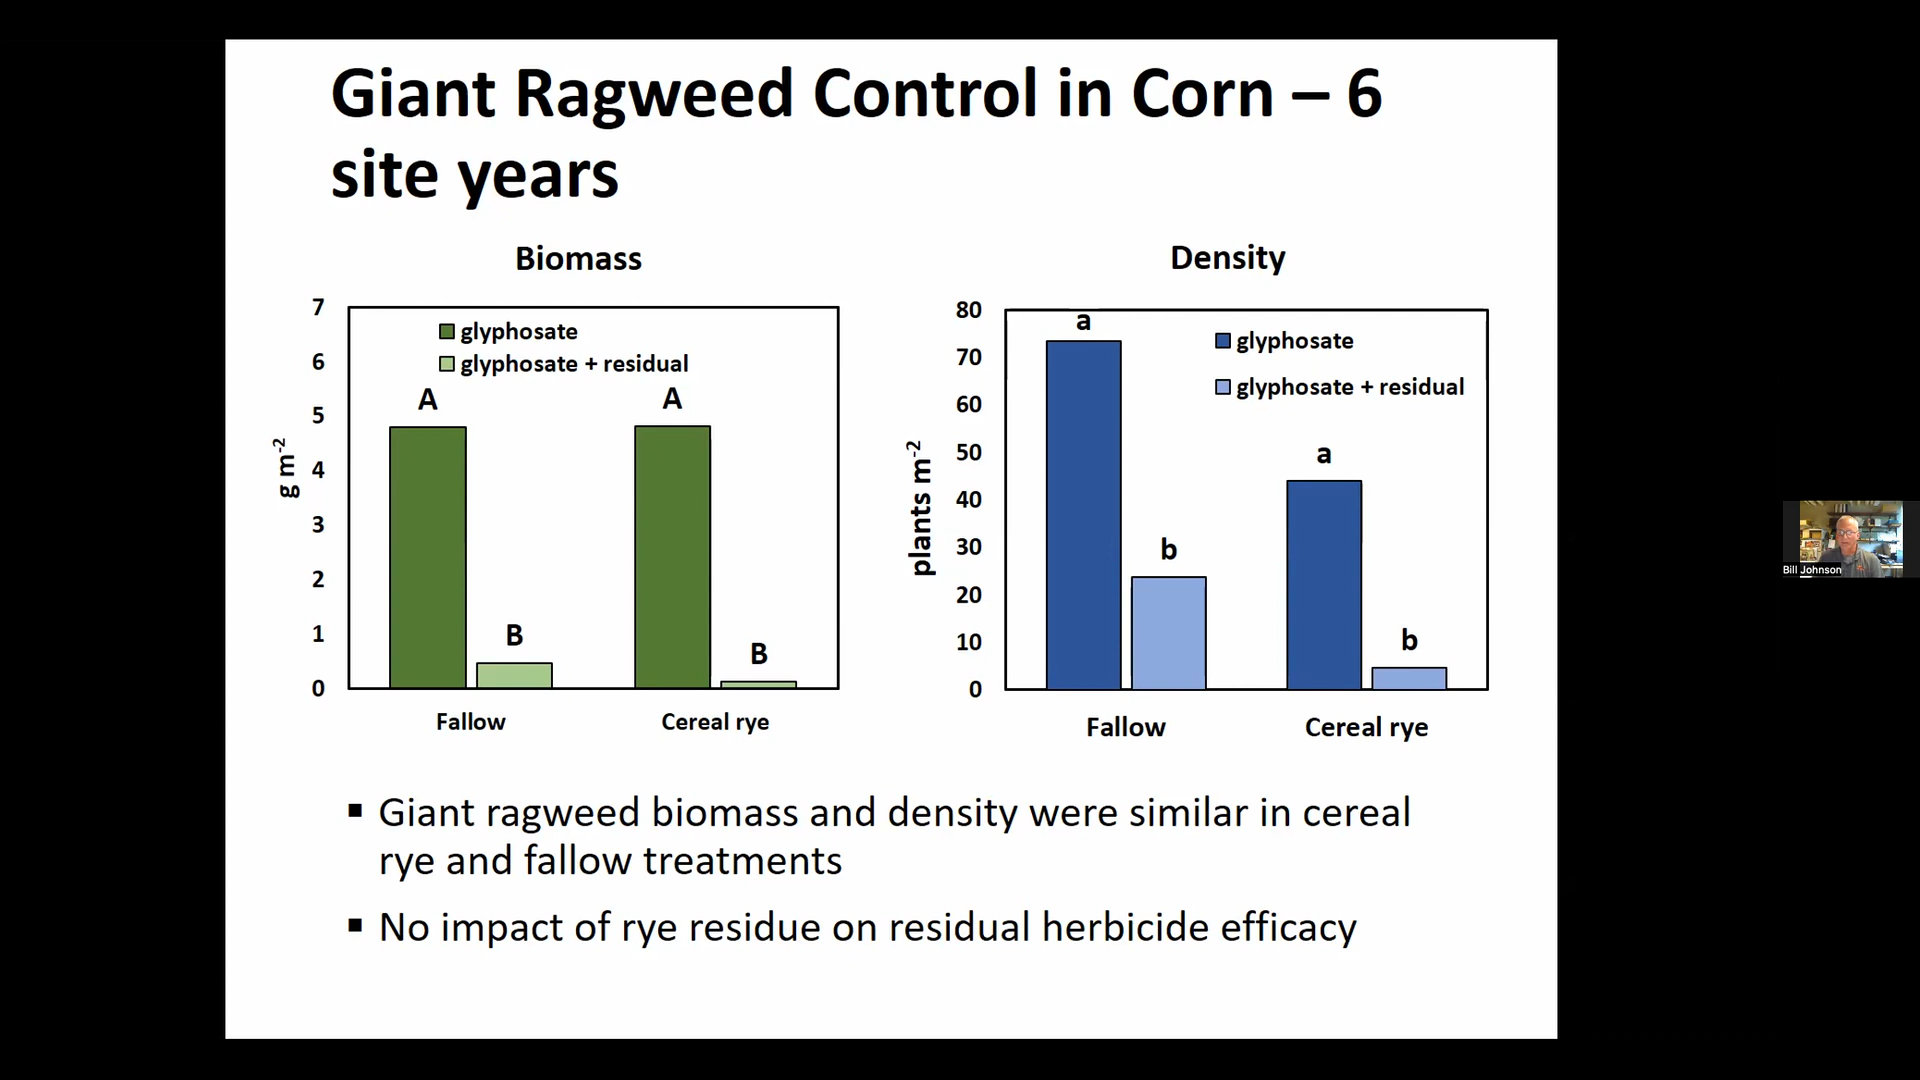 Giant Ragweed Control in Corn – 6
site years
Biomass
7
6
5
4
3
2
1
0
g m-2
glyphosate
glyphosate + residual
A
B
A
B
Fallow
Cereal rye
Density
80
70
60
50
40
30
20
10
0
plants m-2
glyphosate
glyphosate + residual
a
b
a
b
Fallow
Cereal rye
▪ Giant ragweed biomass and density were similar in cereal
rye and fallow treatments
▪ No impact of rye residue on residual herbicide efficacy
Bill Johnson